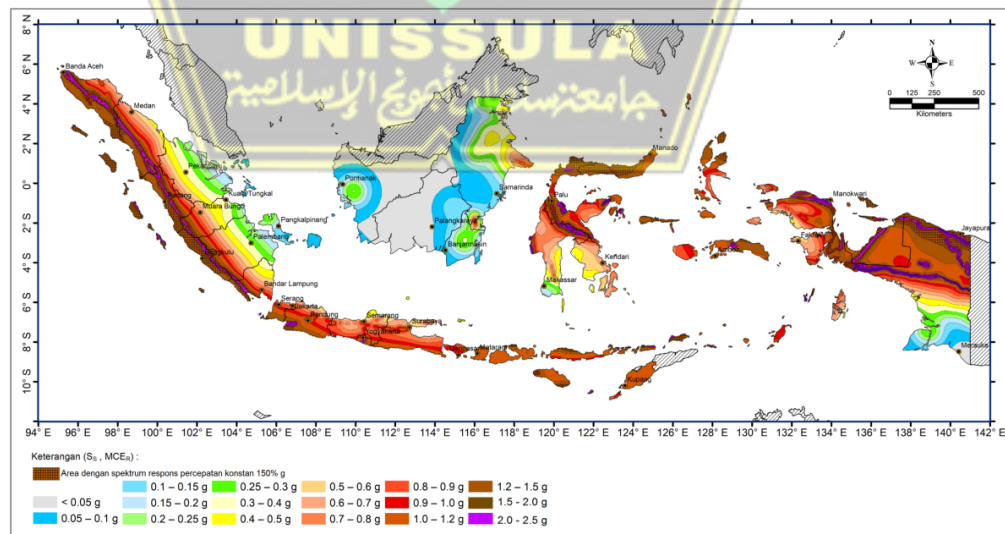 UNISSULA
جامعتسلطان أجونج الإسلامية
8° N
6° N
4° N
2° N
0°
2° S
4° S
6° S
8° S
10° S
94° E
96° E
98° E
100° E
102° E
104° E
106° E
108° E
110° E
112° E
114° E
116° E
118° E
120° E
122° E
124° E
126° E
128° E
130° E
132° E
134° E
136° E
138° E
140° E
N
W
E
S
0
125
250
500
Kilometers
Banda Aceh
Medan
Kuala Tungkal
Muara Bungo
Pangkalpinang
Palembang
Bandar Lampung
Serang
Jakarta
Bandung
Semarang
Yogyakarta
Surabaya
Mataram
Kupang
Pontianak
Palangkaraya
Banjarmasin
Samarinda
Palu
Manado
Makassar
Kendari
Ambon
Manokwari
Jayapura
Merauke
Keterangan (S_S , MCE_R) :
Area dengan spektrum respons percepatan konstan 150% g
< 0.05 g
0.05 – 0.1 g
0.1 – 0.15 g
0.15 – 0.2 g
0.2 – 0.25 g
0.25 – 0.3 g
0.3 – 0.4 g
0.4 – 0.5 g
0.5 – 0.6 g
0.6 – 0.7 g
0.7 – 0.8 g
0.8 – 0.9 g
0.9 – 1.0 g
1.0 – 1.2 g
1.2 – 1.5 g
1.5 – 2.0 g
2.0 – 2.5 g